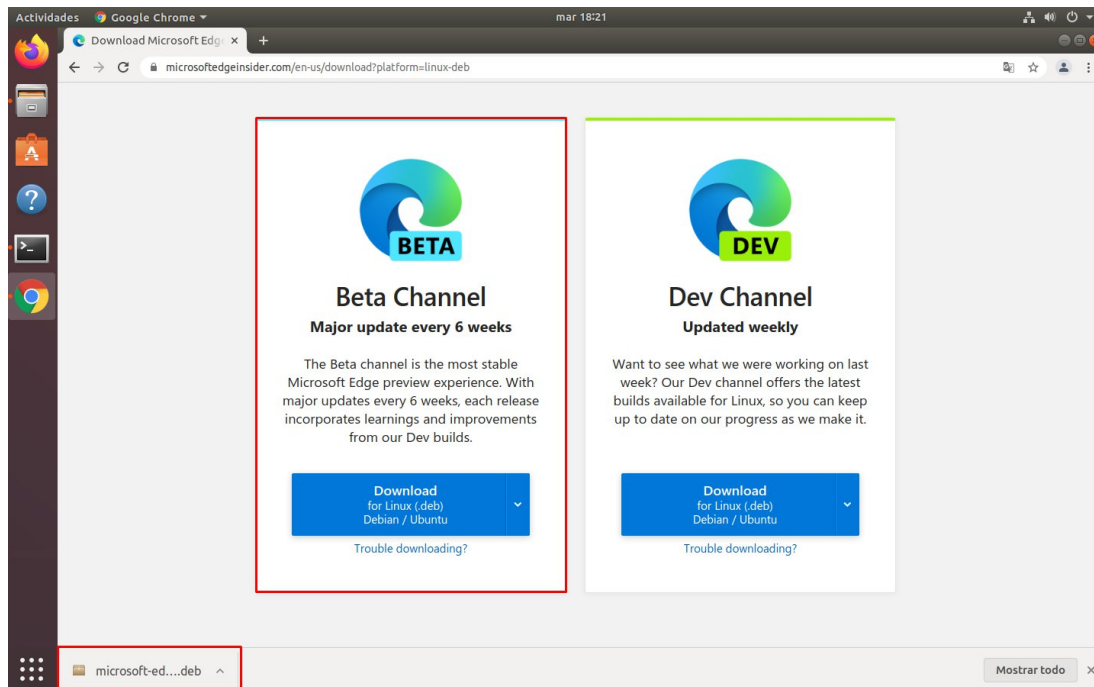 Actividades Google Chrome mar 18:21
Download Microsoft Edg
microsoftedgeinsider.com/en-us/download?platform=linux-deb
BETA
Beta Channel
Major update every 6 weeks
The Beta channel is the most stable
Microsoft Edge preview experience. With
major updates every 6 weeks, each release
incorporates learnings and improvements
from our Dev builds.
Download
for Linux (.deb)
Debian / Ubuntu
Trouble downloading?
DEV
Dev Channel
Updated weekly
Want to see what we were working on last
week? Our Dev channel offers the latest
builds available for Linux, so you can keep
up to date on our progress as we make it.
Download
for Linux (.deb)
Debian / Ubuntu
Trouble downloading?
microsoft-ed....deb
Mostrar todo